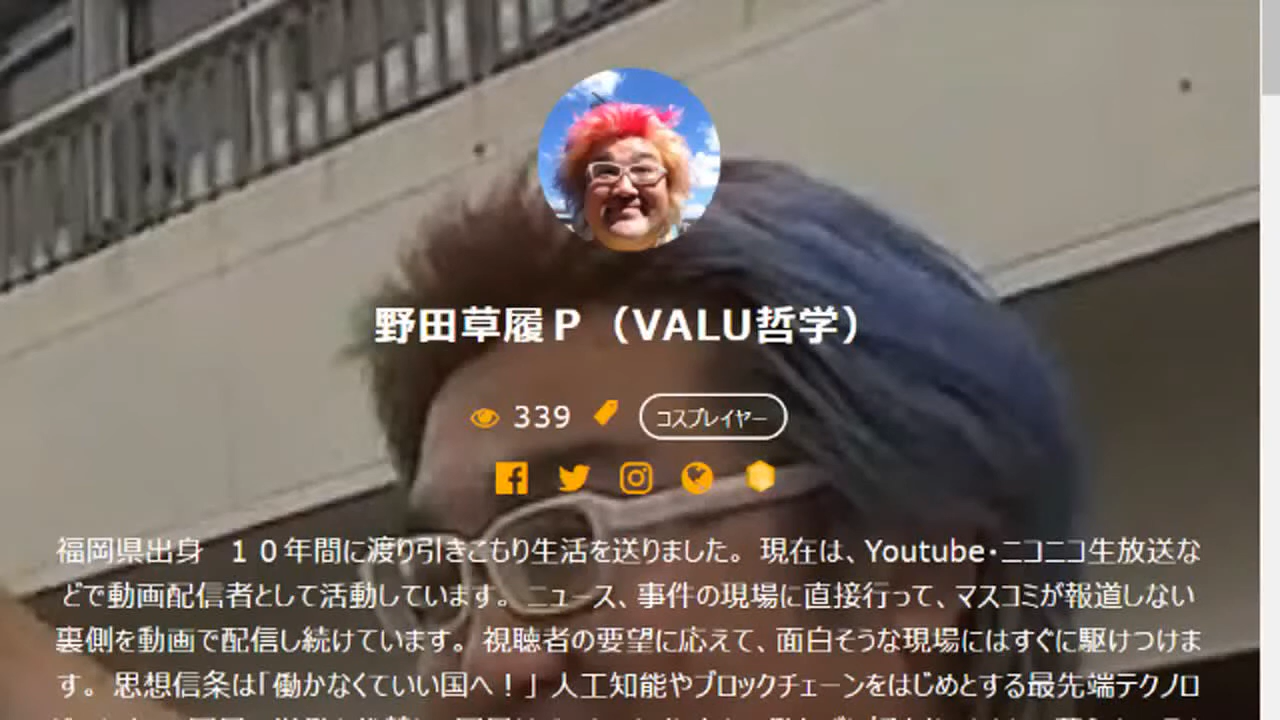 野田草履P（VALU哲学）
339 コスプレイヤー
福岡県出身　１０年間に渡り引きこもり生活を送りました。現在は、Youtube・ニコニコ生放送な
どで動画配信者として活動しています。ニュース、事件の現場に直接行って、マスコミが報道しない
裏側を動画で配信し続けています。視聴者の要望に応えて、面白そうな現場にはすぐに駆けつけま
す。思想信条は「働かなくていい国へ！」人工知能やブロックチェーンをはじめとする最先端テクノロ